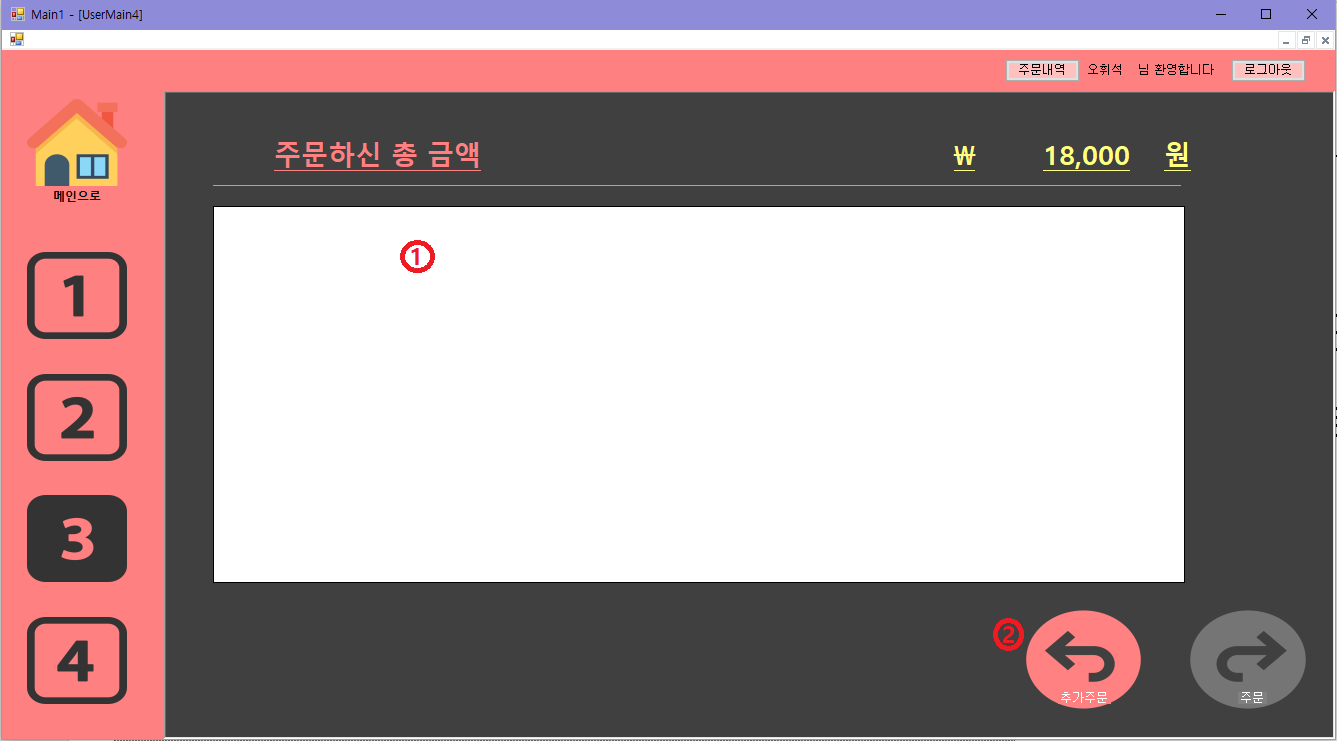 Main1 - [UserMain4]
주문내역 오휘석 님 환영합니다 로그아웃
메인으로
주문하신 총 금액 ₩ 18,000 원
①
1
2
3
4
②
추가주문
주문